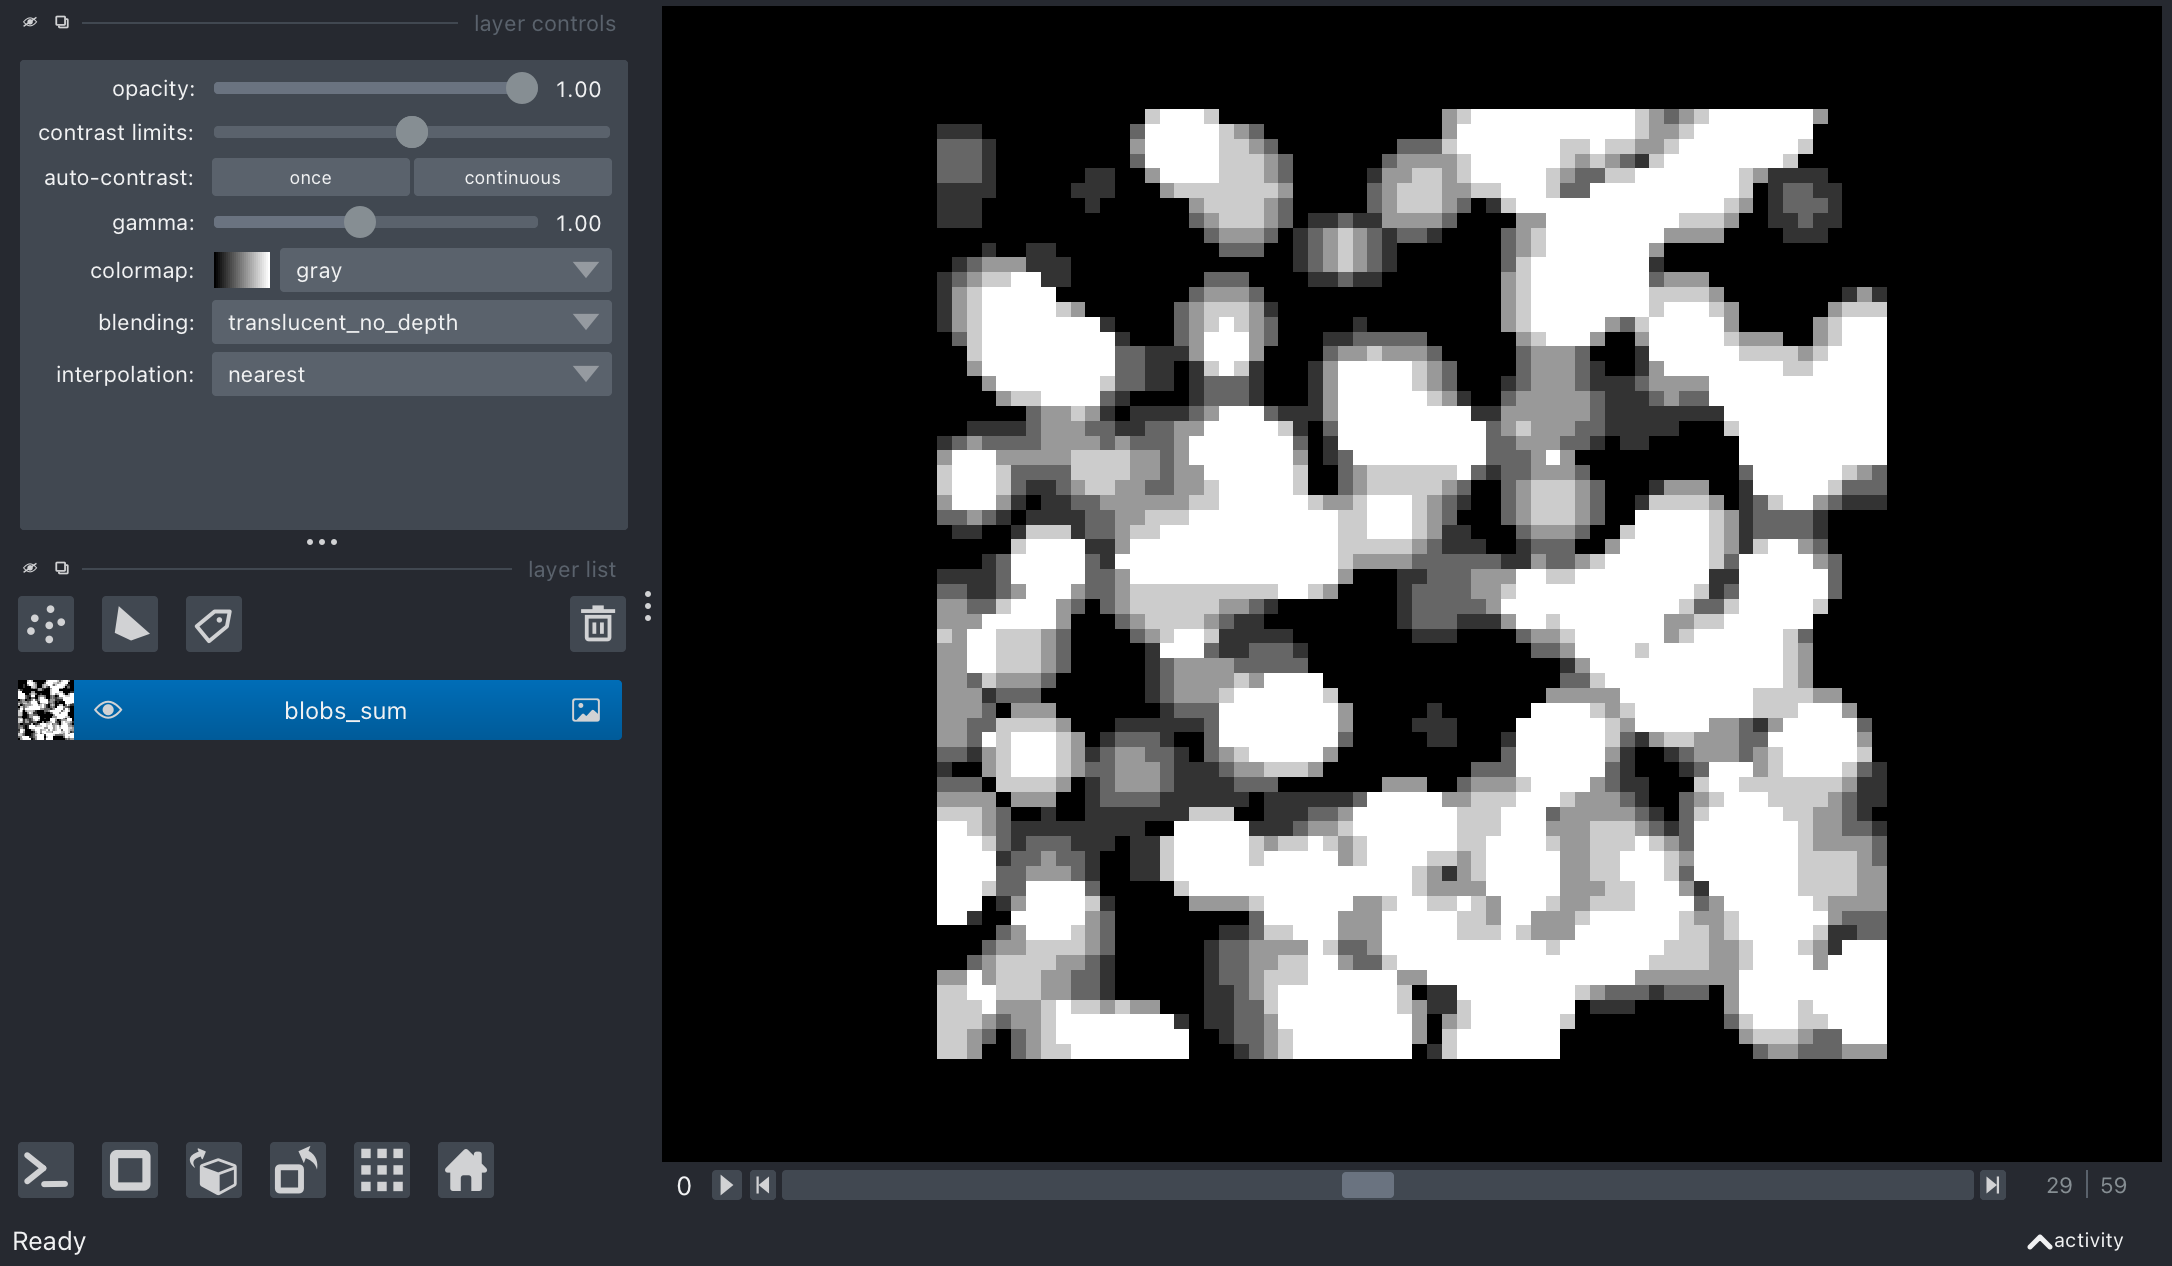 layer controls
opacity: 1.00
contrast limits:
auto-contrast: once continuous
gamma: 1.00
colormap: gray
blending: translucent_no_depth
interpolation: nearest
layer list
blobs_sum
0 29 59
Ready activity